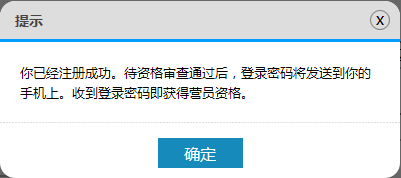 提示
X
你已经注册成功。待资格审查通过后，登录密码将发送到你的
手机上。收到登录密码即获得营员资格。
确定